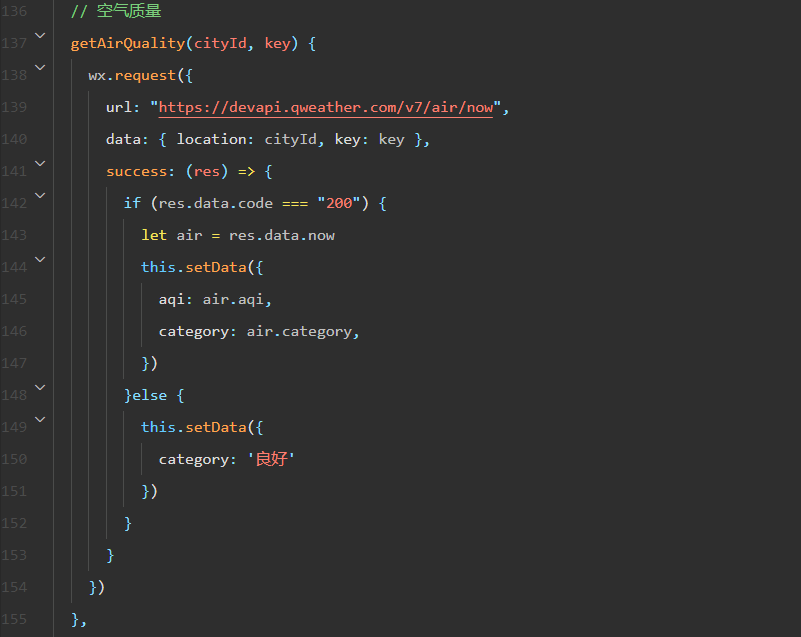 136 // 空气质量
137 getAirQuality(cityId, key) {
138 wx.request({
139 url: "https://devapi.qweather.com/v7/air/now",
140 data: { location: cityId, key: key },
141 success: (res) => {
142 if (res.data.code === "200") {
143 let air = res.data.now
144 this.setData({
145 aqi: air.aqi,
146 category: air.category,
147 })
148 }else {
149 this.setData({
150 category: '良好'
151 })
152 }
153 }
154 })
155 },